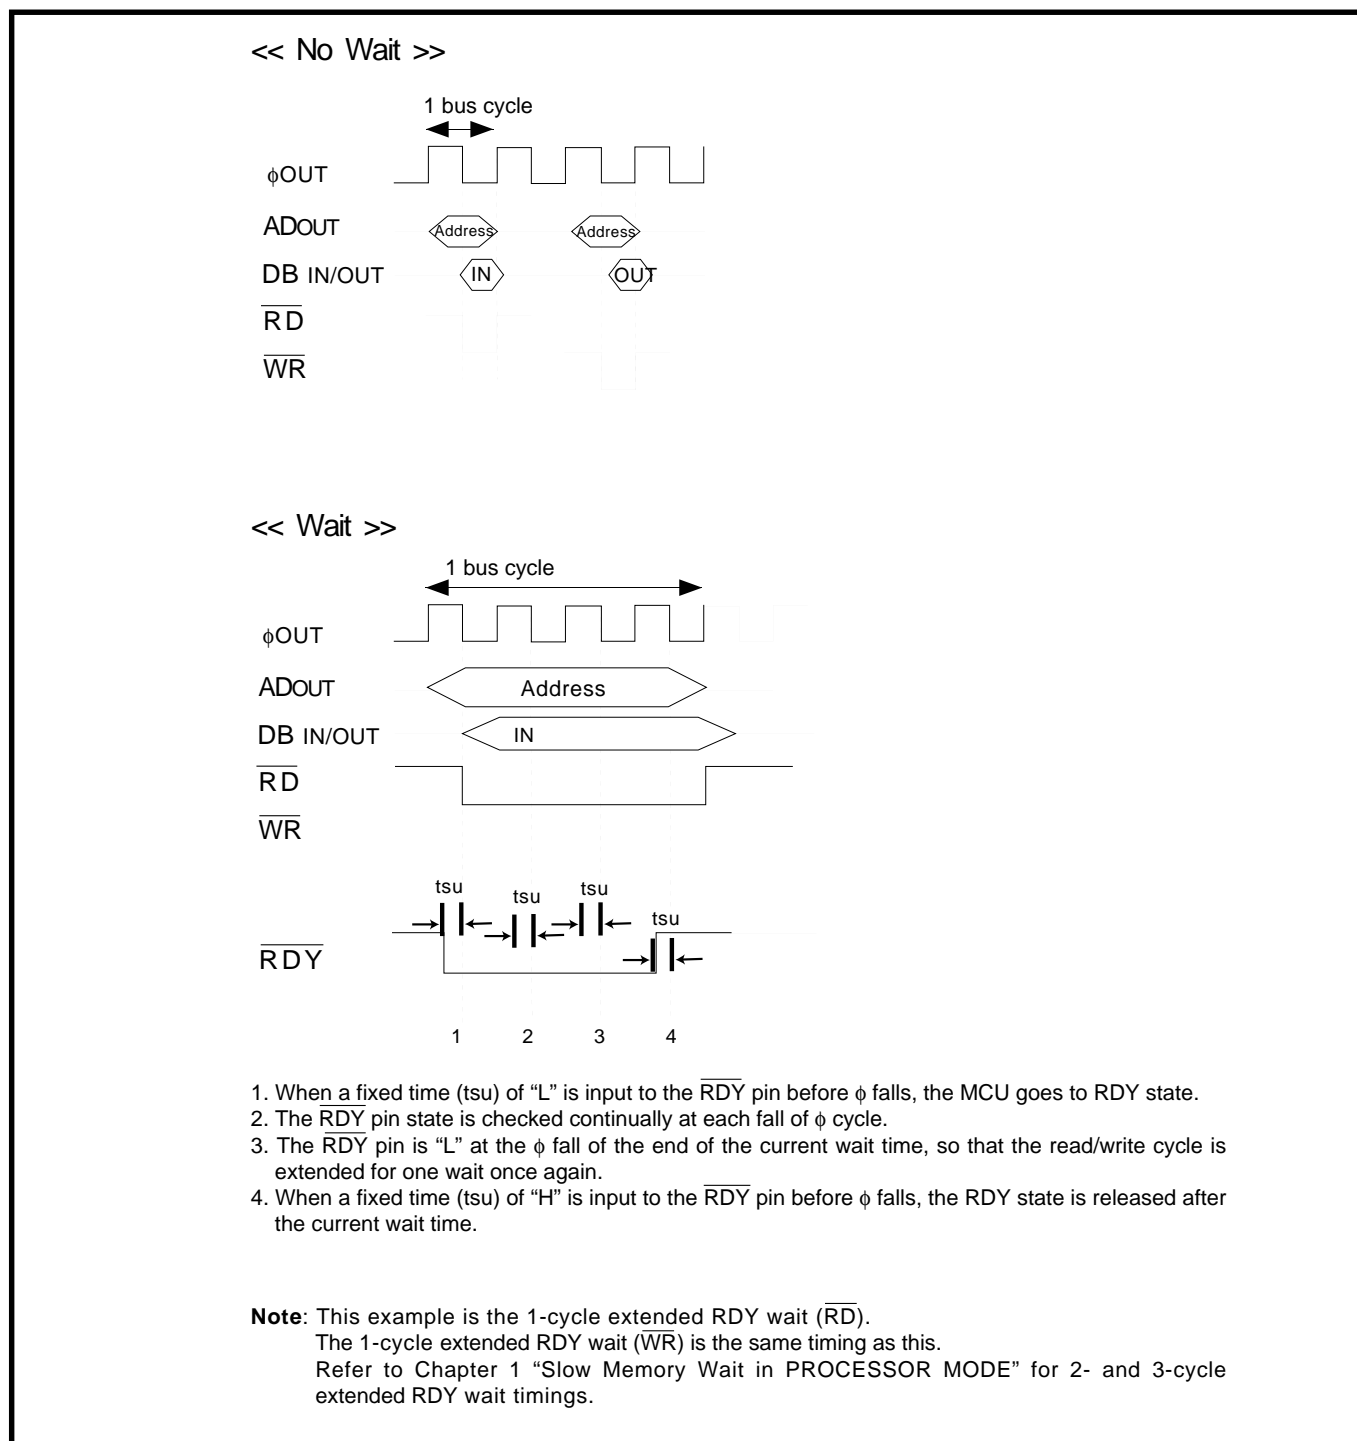 << No Wait >>
1 bus cycle
ϕOUT
ADOUT
Address Address
DB IN/OUT
IN OUT
RD
WR
<< Wait >>
1 bus cycle
ϕOUT
ADOUT
Address
DB IN/OUT
IN
RD
WR
tsu tsu tsu tsu
RDY
1 2 3 4
1. When a fixed time (tsu) of “L” is input to the RDY pin before ϕ falls, the MCU goes to RDY state.
2. The RDY pin state is checked continually at each fall of ϕ cycle.
3. The RDY pin is “L” at the ϕ fall of the end of the current wait time, so that the read/write cycle is
extended for one wait once again.
4. When a fixed time (tsu) of “H” is input to the RDY pin before ϕ falls, the RDY state is released after
the current wait time.
Note: This example is the 1-cycle extended RDY wait (RD).
The 1-cycle extended RDY wait (WR) is the same timing as this.
Refer to Chapter 1 “Slow Memory Wait in PROCESSOR MODE” for 2- and 3-cycle
extended RDY wait timings.